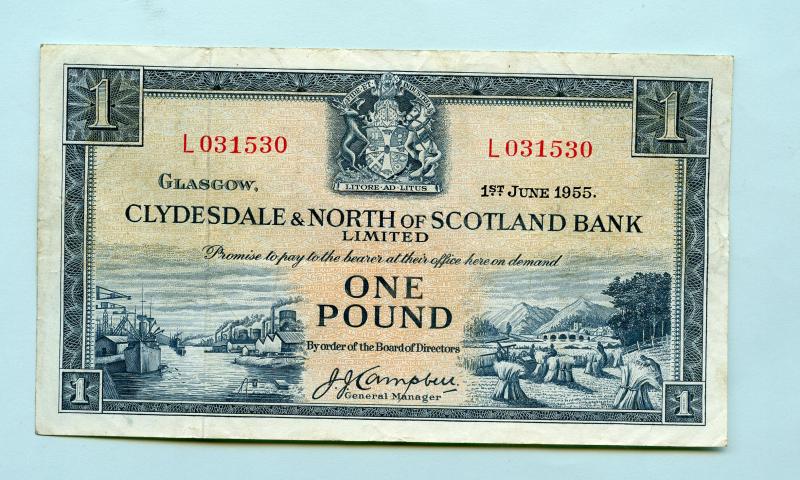 1 1
L 031530 L 031530
LITORE·AD·LITUS
GLASGOW, 1ST JUNE 1955.
CLYDESDALE & NORTH OF SCOTLAND BANK
LIMITED
Promise to pay to the bearer at their office here on demand
ONE
POUND
By order of the Board of Directors
J.J. Campbell
General Manager
1 1